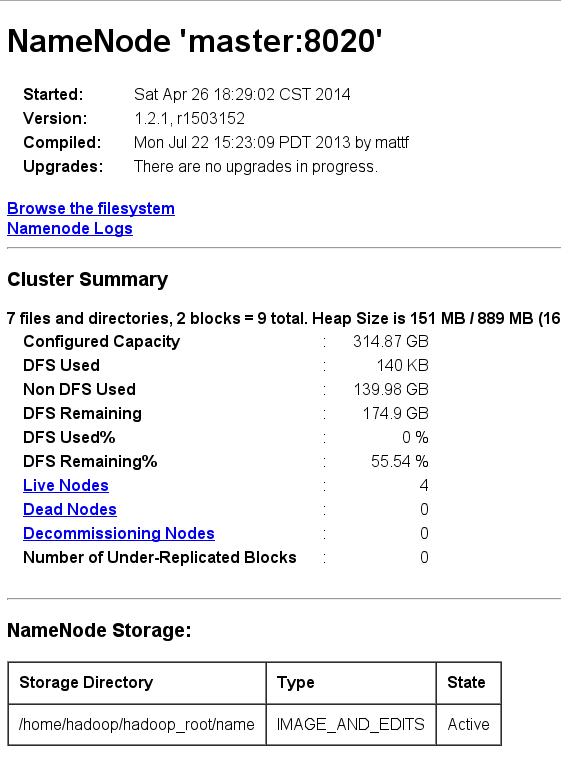 NameNode 'master:8020'
Started: Sat Apr 26 18:29:02 CST 2014
Version: 1.2.1, r1503152
Compiled: Mon Jul 22 15:23:09 PDT 2013 by mattf
Upgrades: There are no upgrades in progress.
Browse the filesystem
Namenode Logs
Cluster Summary
7 files and directories, 2 blocks = 9 total. Heap Size is 151 MB / 889 MB (16
Configured Capacity : 314.87 GB
DFS Used : 140 KB
Non DFS Used : 139.98 GB
DFS Remaining : 174.9 GB
DFS Used% : 0 %
DFS Remaining% : 55.54 %
Live Nodes : 4
Dead Nodes : 0
Decommissioning Nodes : 0
Number of Under-Replicated Blocks : 0
NameNode Storage:
Storage Directory Type State
/home/hadoop/hadoop_root/name IMAGE_AND_EDITS Active